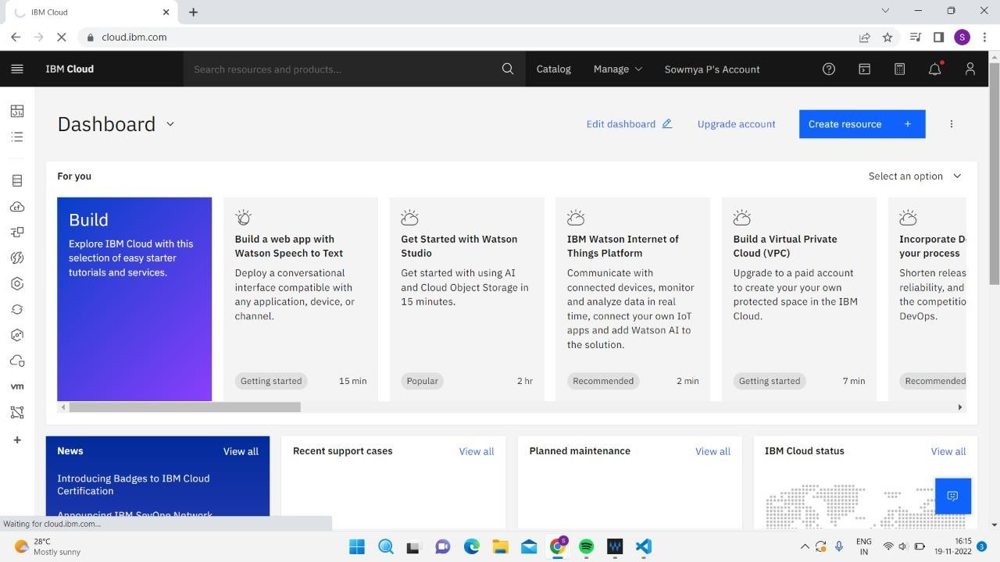 IBM Cloud
cloud.ibm.com
S
IBM Cloud
Search resources and products...
Catalog
Manage
Sowmya P's Account
Dashboard
Edit dashboard
Upgrade account
Create resource +
For you
Select an option
Build
Explore IBM Cloud with this
selection of easy starter
tutorials and services.
Build a web app with
Watson Speech to Text
Deploy a conversational
interface compatible with
any application, device, or
channel.
Getting started
15 min
Get Started with Watson
Studio
Get started with using AI
and Cloud Object Storage in
15 minutes.
Popular
2 hr
IBM Watson Internet of
Things Platform
Communicate with
connected devices, monitor
and analyze data in real
time, connect your own IoT
apps and add Watson AI to
the solution.
Recommended
2 min
Build a Virtual Private
Cloud (VPC)
Upgrade to a paid account
to create your your own
protected space in the IBM
Cloud.
Getting started
7 min
Incorporate D
your process
Shorten releas
reliability, and
the competitio
DevOps.
Recommended
vm
News
View all
Introducing Badges to IBM Cloud
Certification
Announcing IBM SevOne Network
Recent support cases
View all
Planned maintenance
View all
IBM Cloud status
View all
Waiting for cloud.ibm.com...
28°C
Mostly sunny
S
ENG
IN
16:15
19-11-2022
3